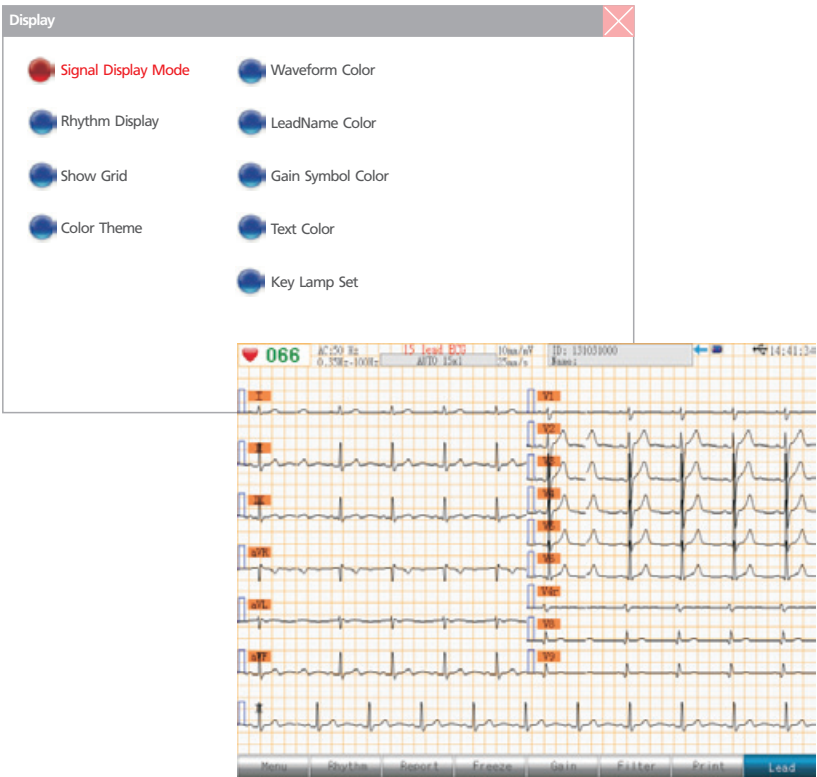 Display
Signal Display Mode
Waveform Color
Rhythm Display
LeadName Color
Show Grid
Gain Symbol Color
Color Theme
Text Color
Key Lamp Set
066
AC:50 Hz
0.35Hz-100Hz
15 lead ECG
AUTO 15x1
10mm/mV
25mm/s
ID: 131031000
Name:
14:41:34
I
II
III
aVR
aVL
aVF
II
V1
V2
V3
V4
V5
V6
V4r
V8
V9
Menu Rhythm Report Freeze Gain Filter Print Lead